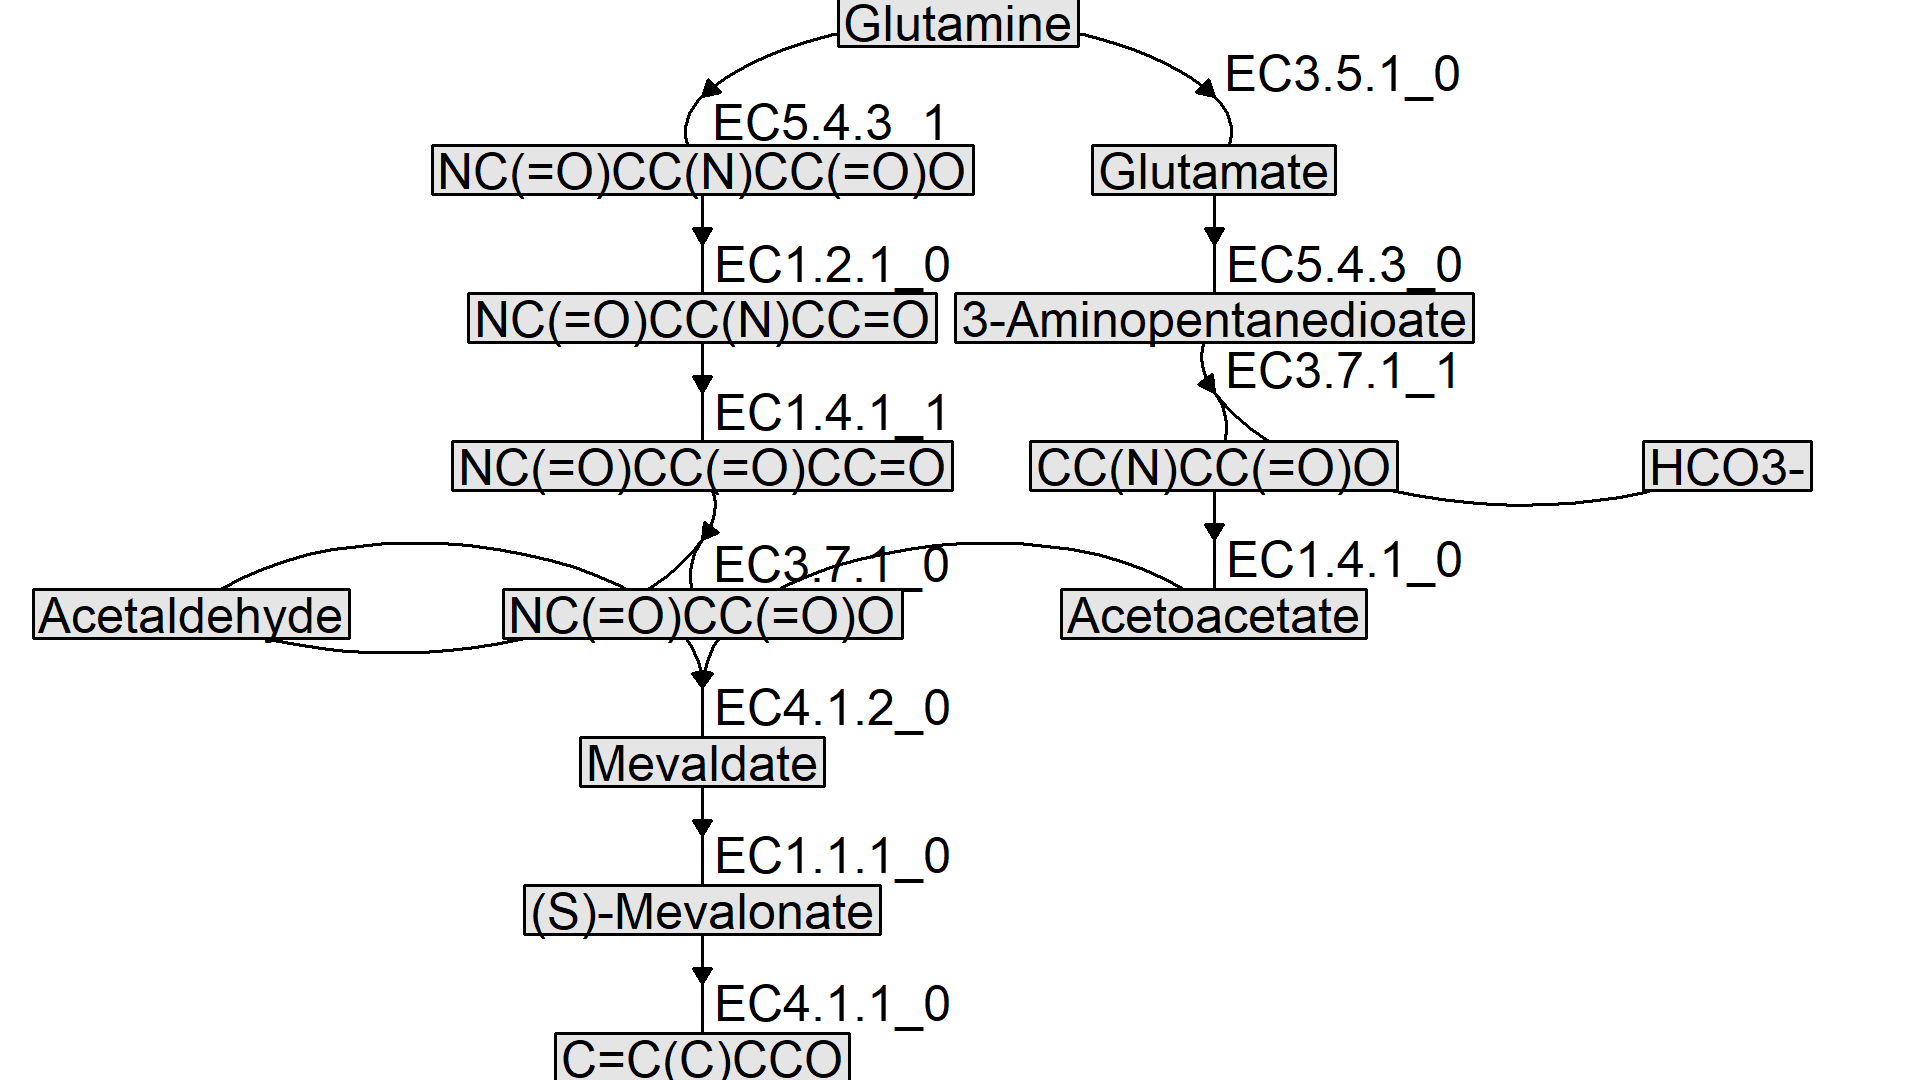 Glutamine
EC3.5.1_0
EC5.4.3_1
NC(=O)CC(N)CC(=O)O
Glutamate
EC1.2.1_0
EC5.4.3_0
NC(=O)CC(N)CC=O
3-Aminopentanedioate
EC3.7.1_1
EC1.4.1_1
NC(=O)CC(=O)CC=O
CC(N)CC(=O)O
HCO3-
EC3.7.1_0
EC1.4.1_0
Acetaldehyde
NC(=O)CC(=O)O
Acetoacetate
EC4.1.2_0
Mevaldate
EC1.1.1_0
(S)-Mevalonate
EC4.1.1_0
C=C(C)CCO